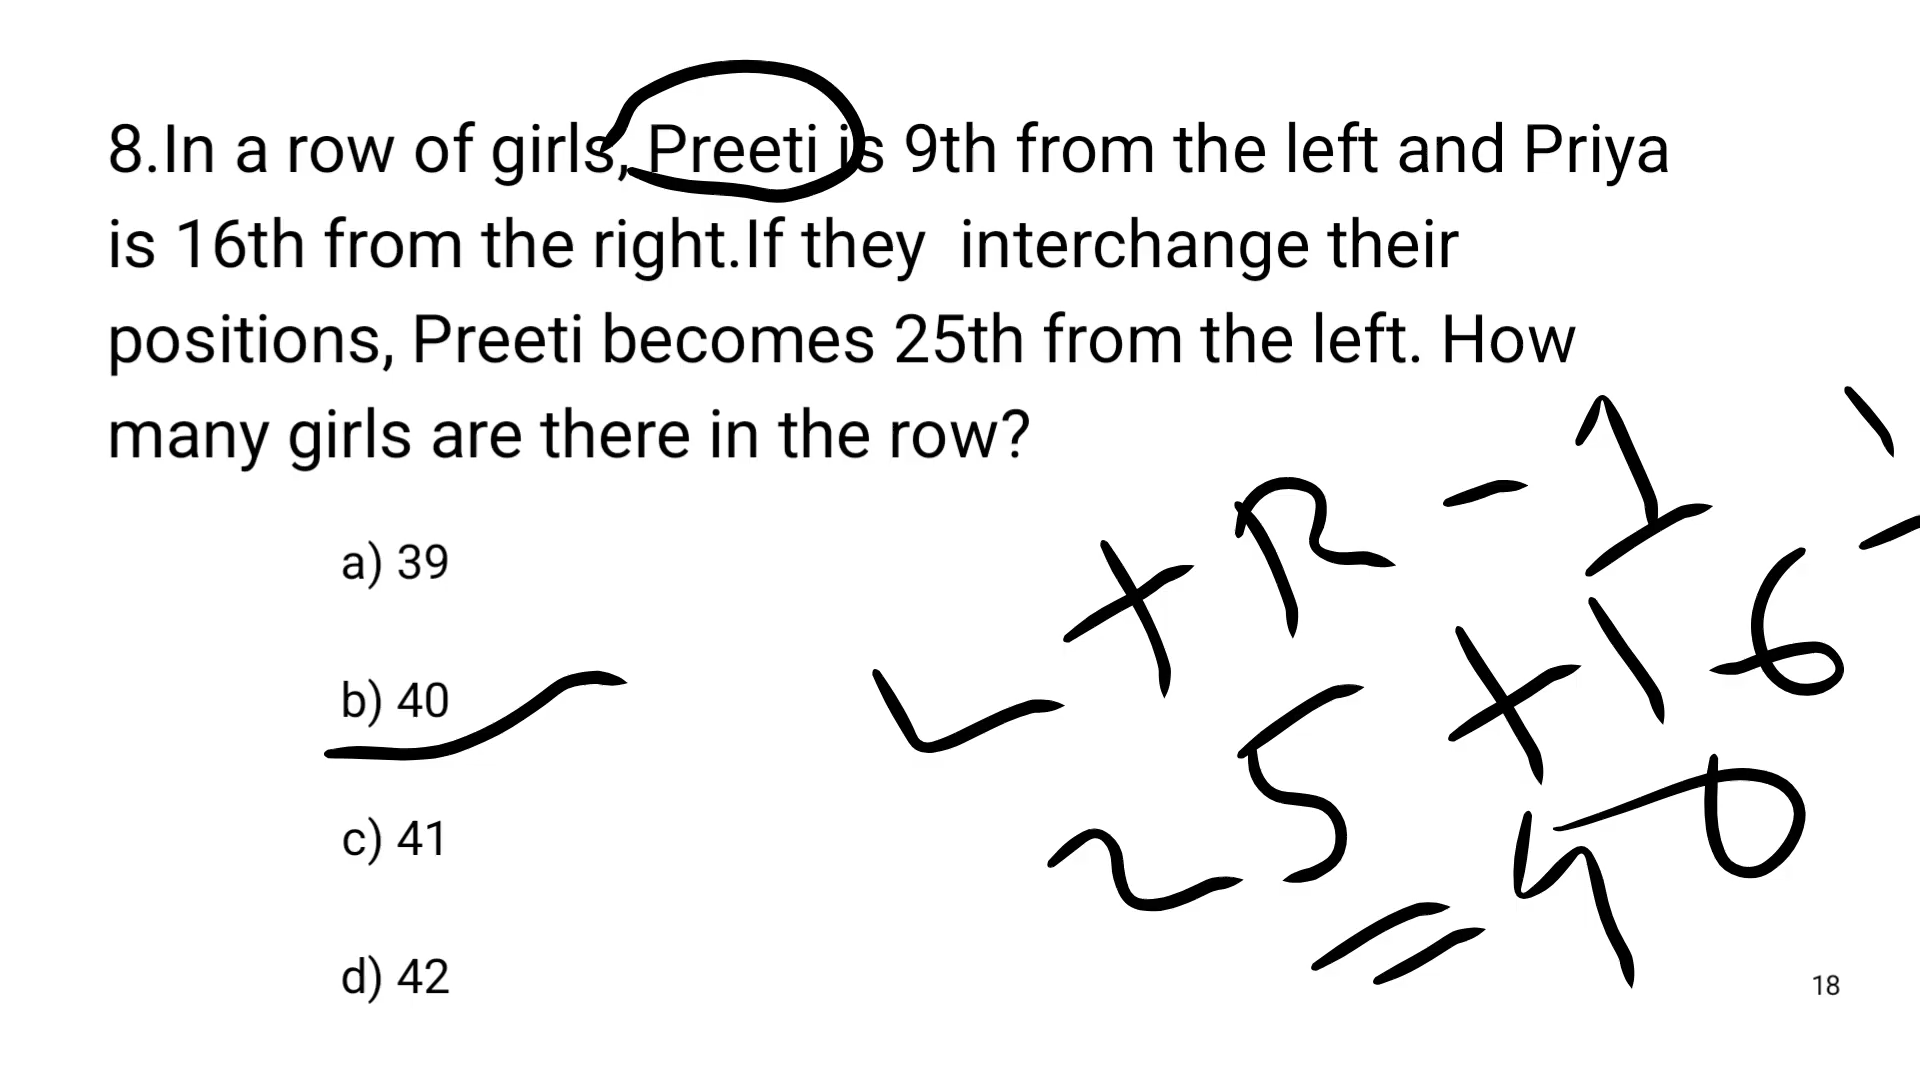 8.In a row of girls, Preeti is 9th from the left and Priya
is 16th from the right.If they  interchange their
positions, Preeti becomes 25th from the left. How
many girls are there in the row?
a) 39
b) 40
c) 41
d) 42
L + R - 1
25 + 16 - 1
= 40
18